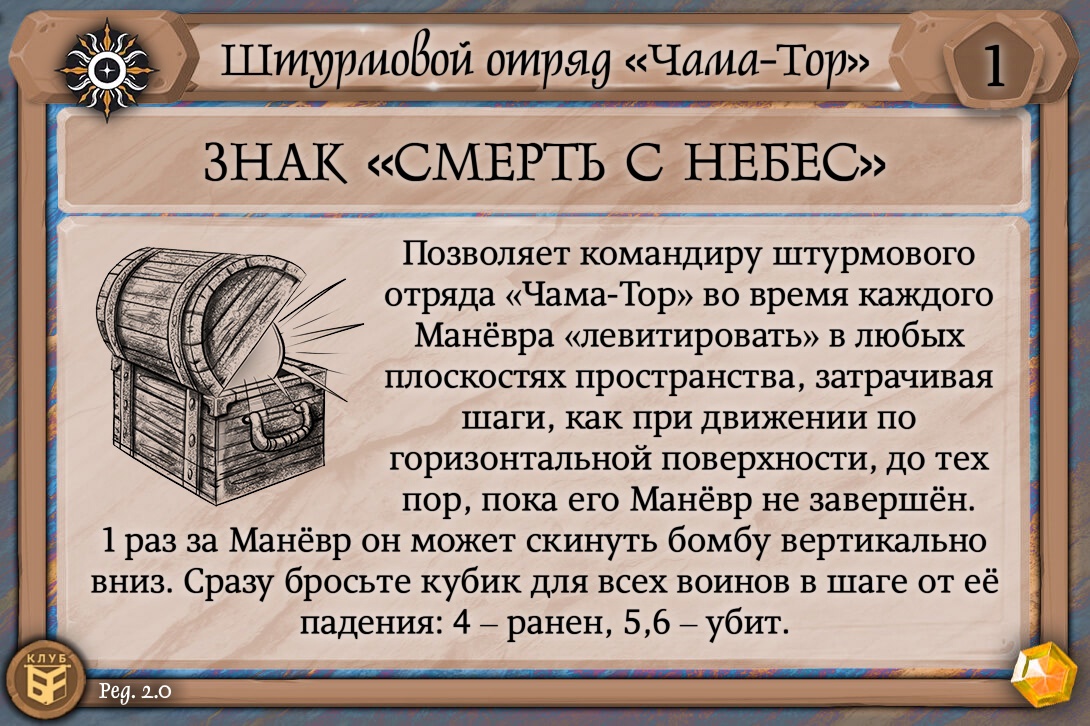 Штурмовой отряд «Чама-Тор»
1
ЗНАК «СМЕРТЬ С НЕБЕС»
Позволяет командиру штурмового
отряда «Чама-Тор» во время каждого
Манёвра «левитировать» в любых
плоскостях пространства, затрачивая
шаги, как при движении по
горизонтальной поверхности, до тех
пор, пока его Манёвр не завершён.
1 раз за Манёвр он может скинуть бомбу вертикально
вниз. Сразу бросьте кубик для всех воинов в шаге от её
падения: 4 – ранен, 5,6 – убит.
КЛУБ
Ред. 2.0